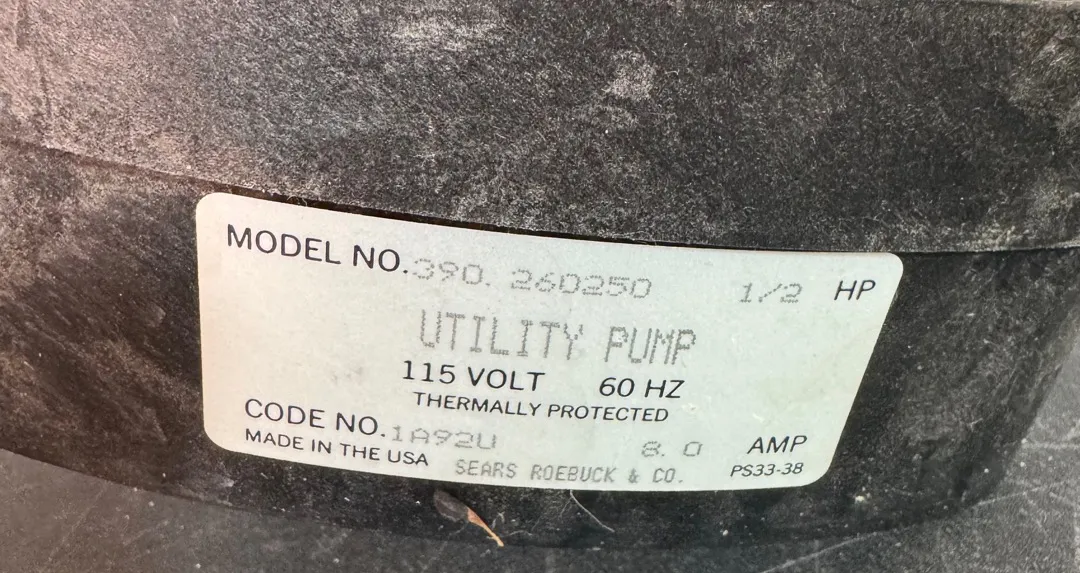 MODEL NO. 390. 260250 1/2 HP
UTILITY PUMP
115 VOLT 60 HZ
THERMALLY PROTECTED
CODE NO. 1A92U 8.0 AMP
MADE IN THE USA SEARS ROEBUCK & CO. PS33-38